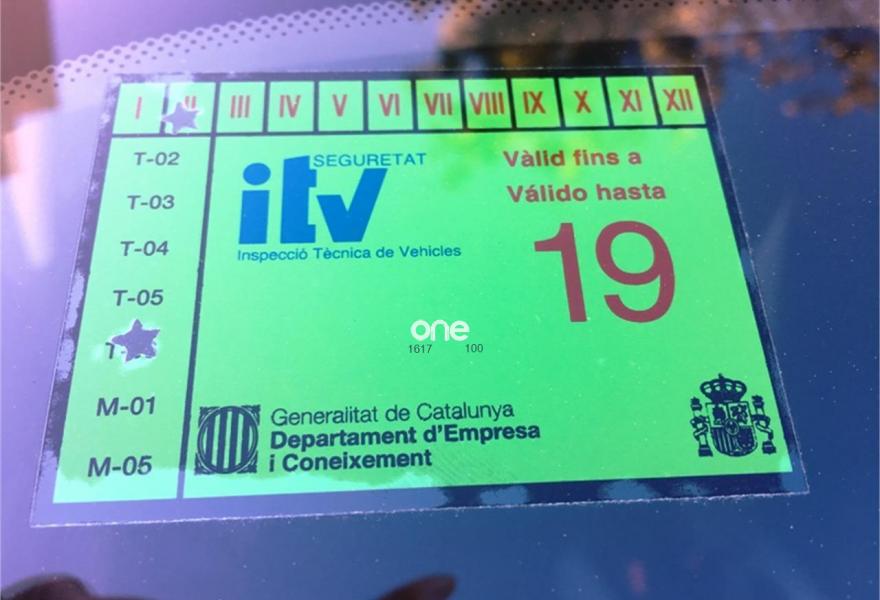 I III IV V VI VII VIII IX X XI XII
T-02
T-03
T-04
T-05
M-01
M-05
SEGURETAT
itv
Inspecció Tècnica de Vehicles
Vàlid fins a
Válido hasta
19
one
1617 100
Generalitat de Catalunya
Departament d'Empresa
i Coneixement